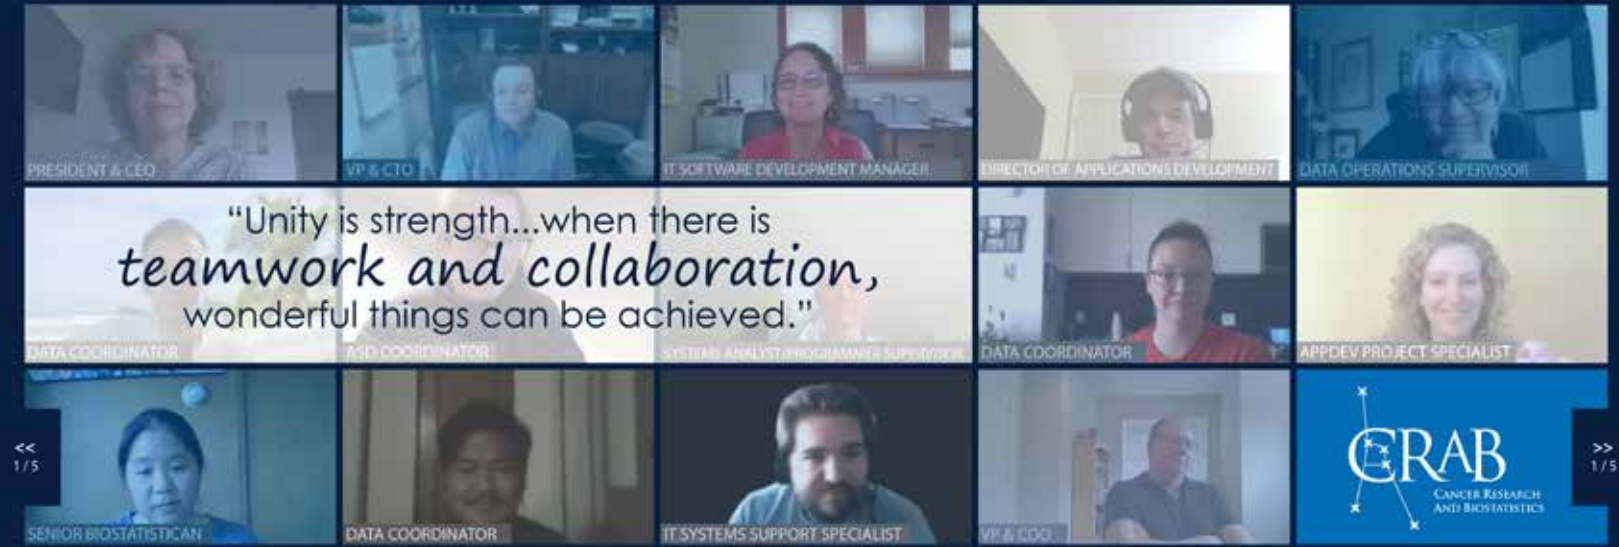 PRESIDENT & CEO
VP & CTO
IT SOFTWARE DEVELOPMENT MANAGER
DIRECTOR OF APPLICATIONS DEVELOPMENT
DATA OPERATIONS SUPERVISOR
“Unity is strength...when there is
teamwork and collaboration,
wonderful things can be achieved.”
DATA COORDINATOR
ASD COORDINATOR
SYSTEMS ANALYST/PROGRAMMER SUPERVISOR
DATA COORDINATOR
APPDEV PROJECT SPECIALIST
<<
1/5
SENIOR BIOSTATISTICAN
DATA COORDINATOR
IT SYSTEMS SUPPORT SPECIALIST
VP & COO
CRAB
CANCER RESEARCH
AND BIOSTATISTICS
>>
1/5